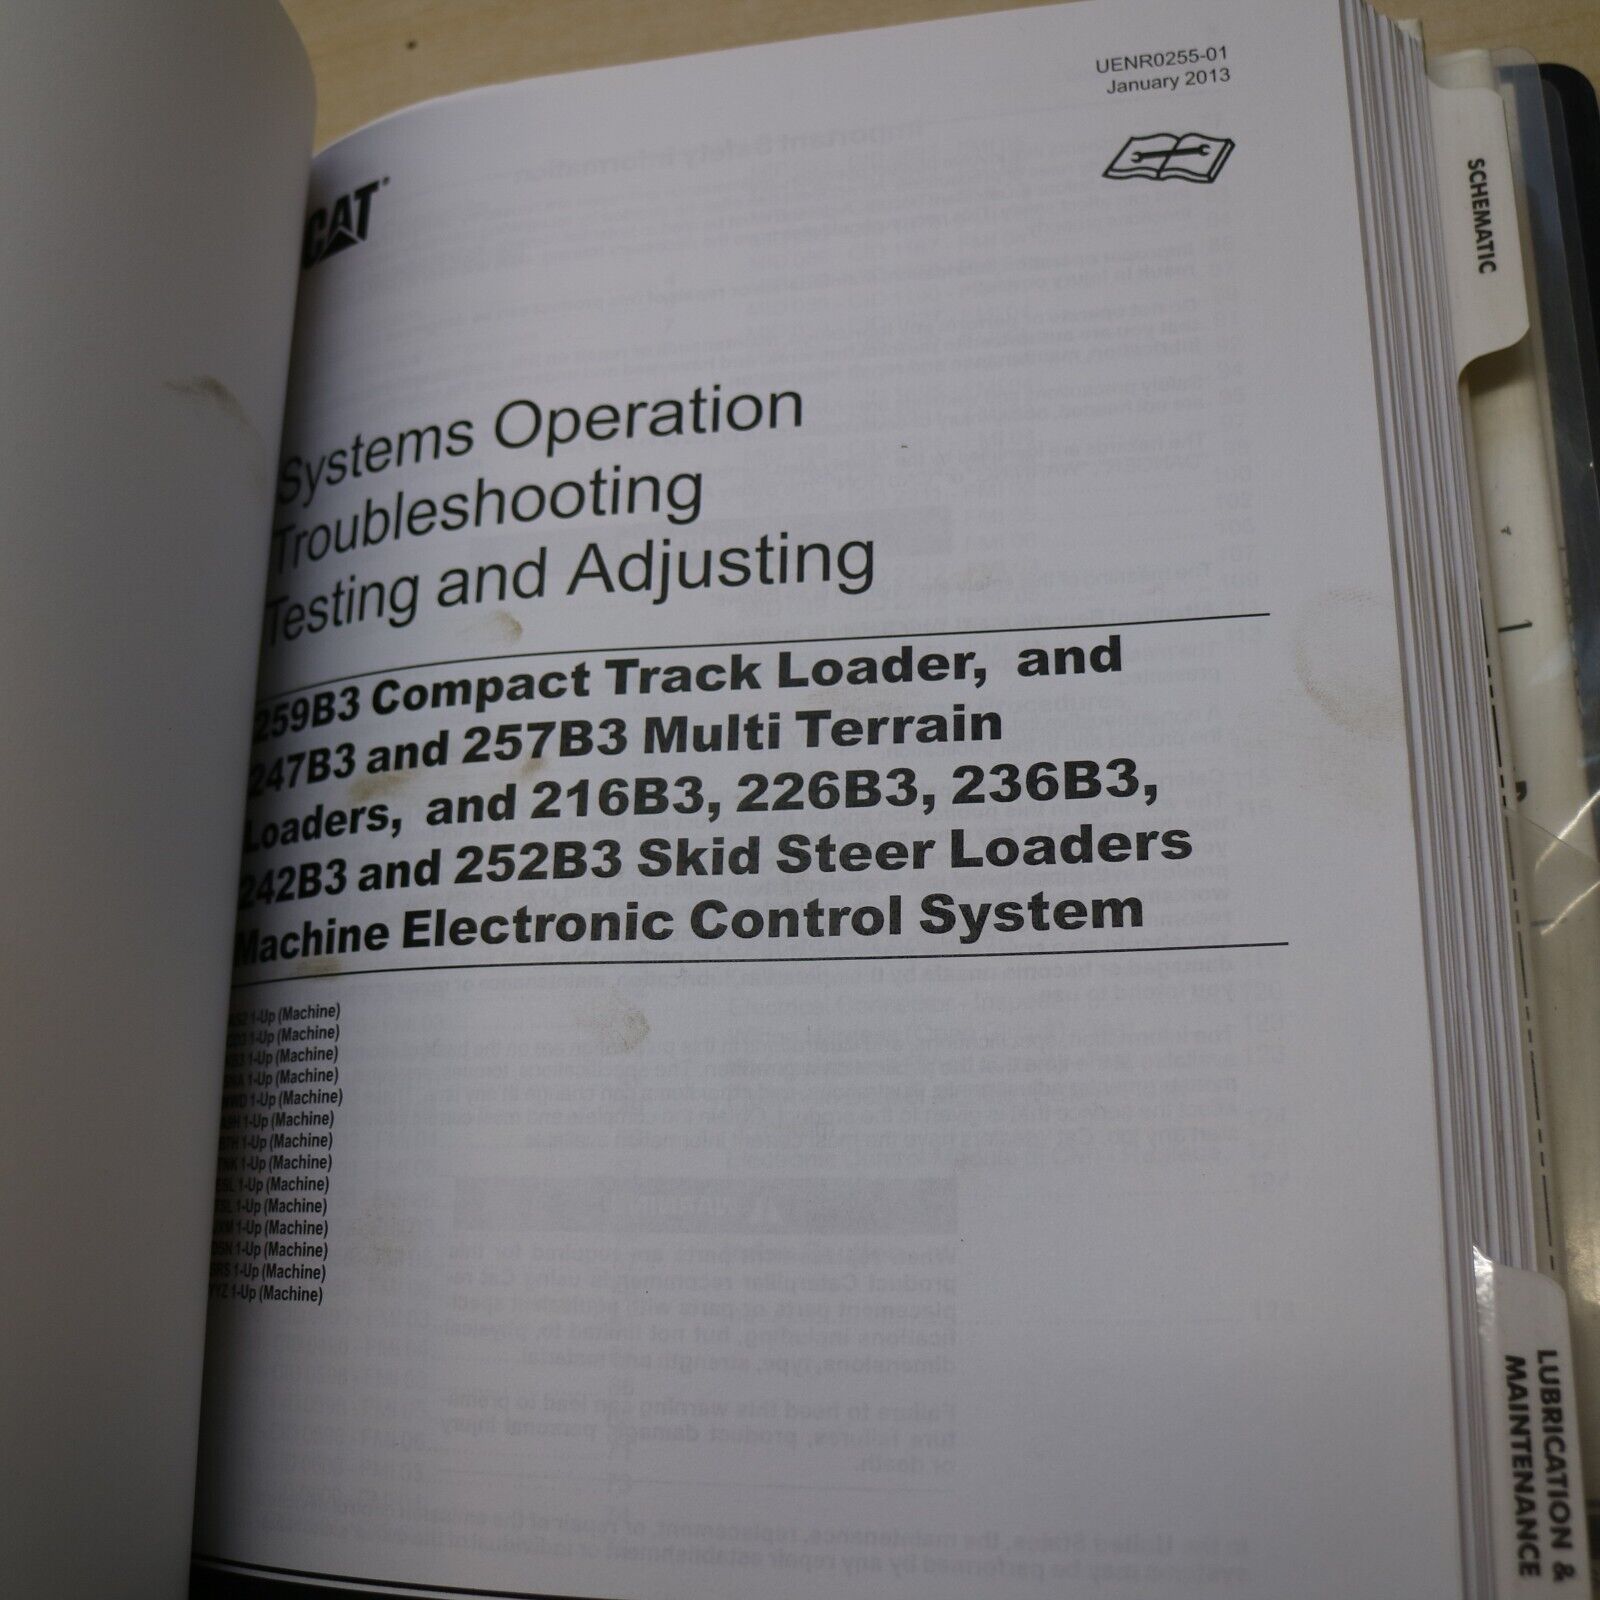 UENR0255-01
January 2013
CAT
Systems Operation
Troubleshooting
Testing and Adjusting
259B3 Compact Track Loader, and
247B3 and 257B3 Multi Terrain
Loaders, and 216B3, 226B3, 236B3,
242B3 and 252B3 Skid Steer Loaders
Machine Electronic Control System
1-Up (Machine)
1-Up (Machine)
1-Up (Machine)
1-Up (Machine)
1-Up (Machine)
1-Up (Machine)
1-Up (Machine)
1-Up (Machine)
1-Up (Machine)
1-Up (Machine)
1-Up (Machine)
1-Up (Machine)
1-Up (Machine)
1-Up (Machine)
SCHEMATIC
LUBRICATION &
MAINTENANCE